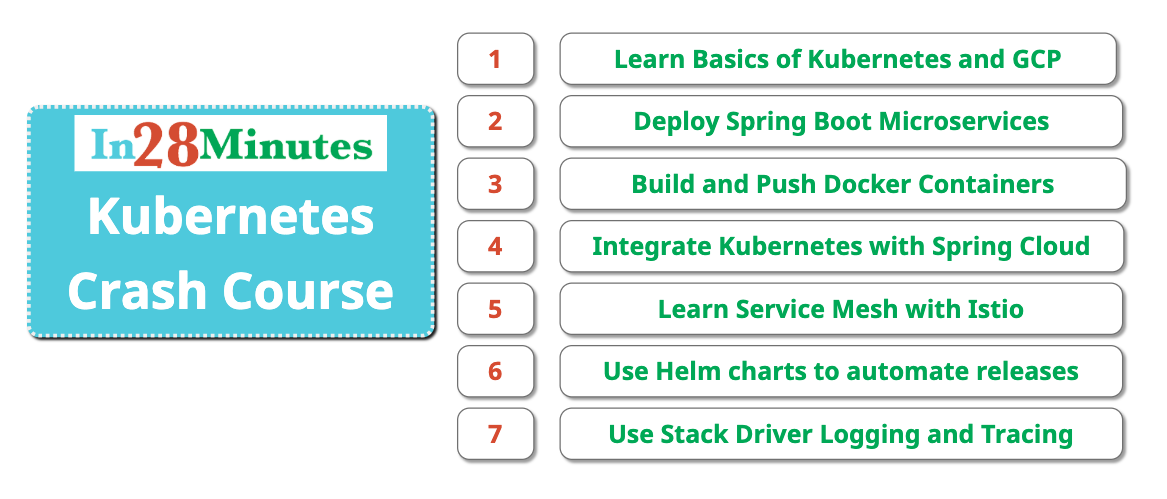 In28Minutes
Kubernetes
Crash Course
1 Learn Basics of Kubernetes and GCP
2 Deploy Spring Boot Microservices
3 Build and Push Docker Containers
4 Integrate Kubernetes with Spring Cloud
5 Learn Service Mesh with Istio
6 Use Helm charts to automate releases
7 Use Stack Driver Logging and Tracing